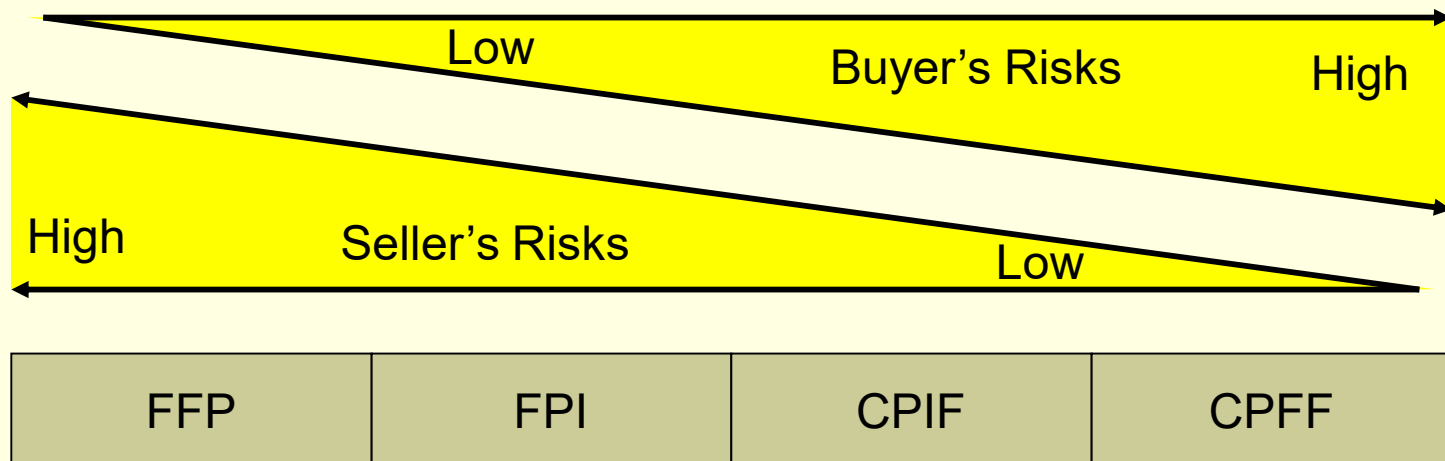 Low
Buyer’s Risks
High
High
Seller’s Risks
Low
FFP
FPI
CPIF
CPFF